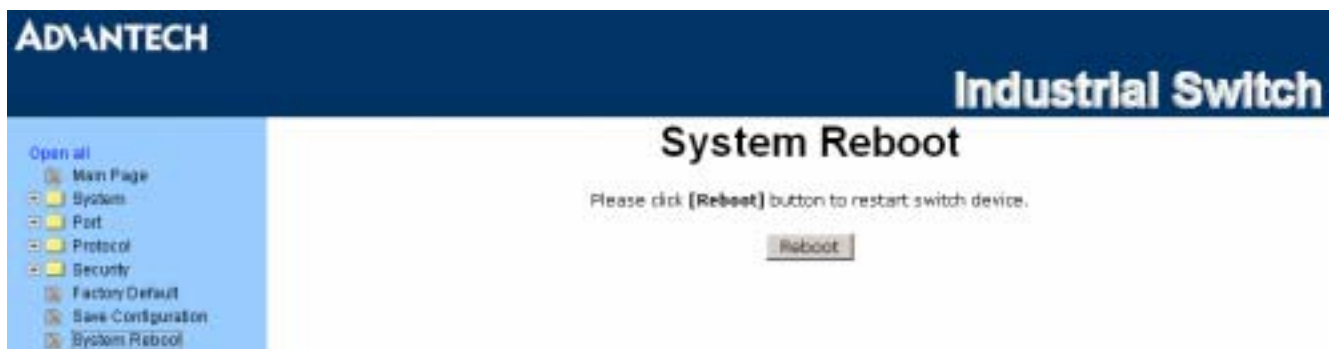 ADVANTECH
Industrial Switch
Open all
Main Page
System
Port
Protocol
Security
Factory Default
Save Configuration
System Reboot
System Reboot
Please click [Reboot] button to restart switch device.
Reboot